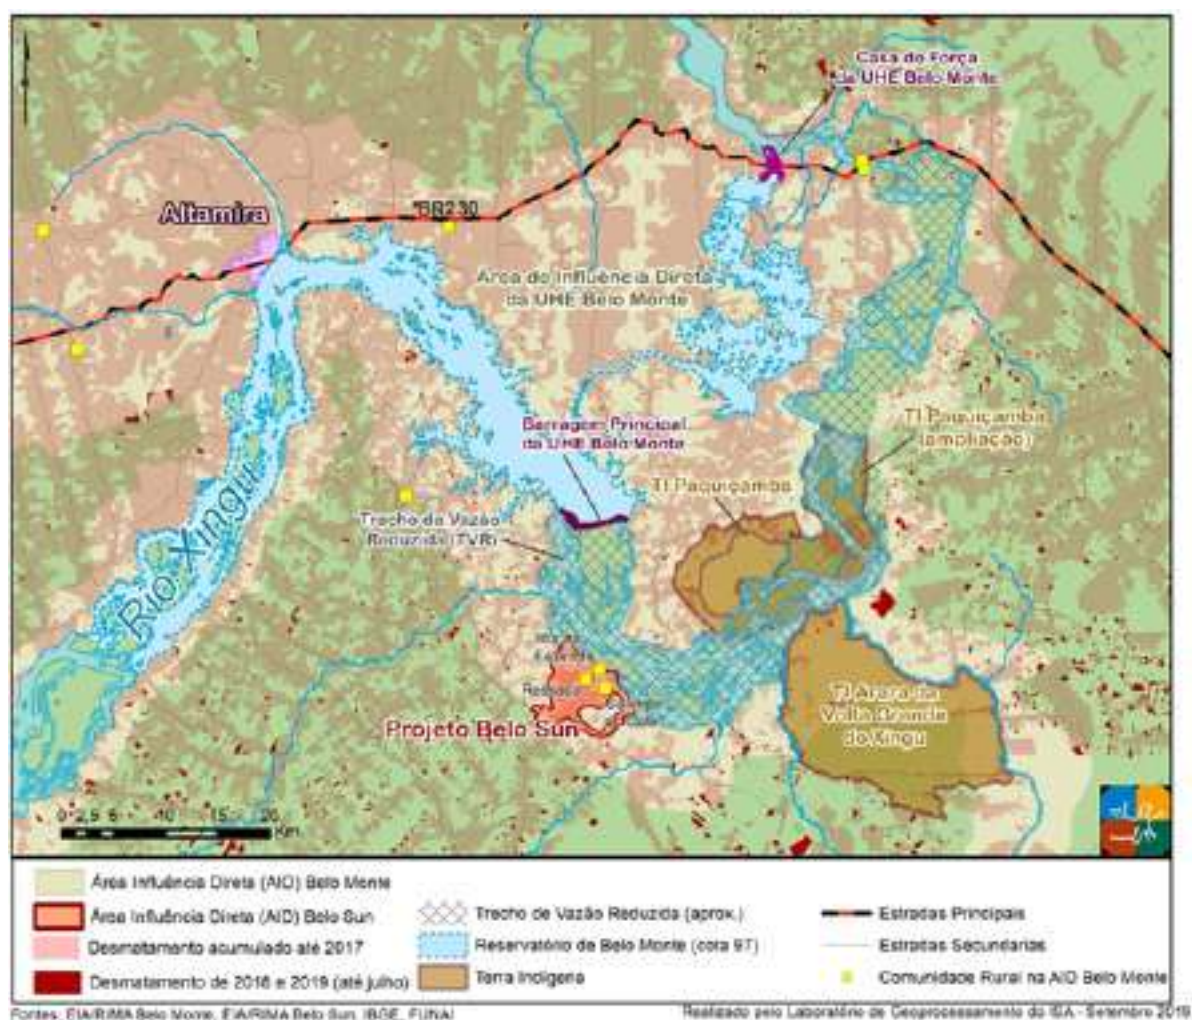 Casa de Força
da UHE Belo Monte
Altamira
BR230
Área de Influência Direta
da UHE Belo Monte
TI Paquiçamba
(ampliação)
Barragem Principal
da UHE Belo Monte
TI Paquiçamba
Trecho de Vazão
Reduzida (TVR)
Rio Xingu
Ressaca
Projeto Belo Sun
TI Arara da
Volta Grande
do Xingu
0 2,5 5 10 15 20
Km
Área Influência Direta (AID) Belo Monte
Área Influência Direta (AID) Belo Sun
Desmatamento acumulado até 2017
Desmatamento de 2018 e 2019 (até julho)
Trecho de Vazão Reduzida (aprox.)
Reservatório de Belo Monte (cota 97)
Terra Indígena
Estradas Principais
Estradas Secundárias
Comunidade Rural na AID Belo Monte
Fontes: EIA/RIMA Belo Monte, EIA/RIMA Belo Sun, IBGE, FUNAI
Realizado pelo Laboratório de Geoprocessamento do ISA - Setembro 2019